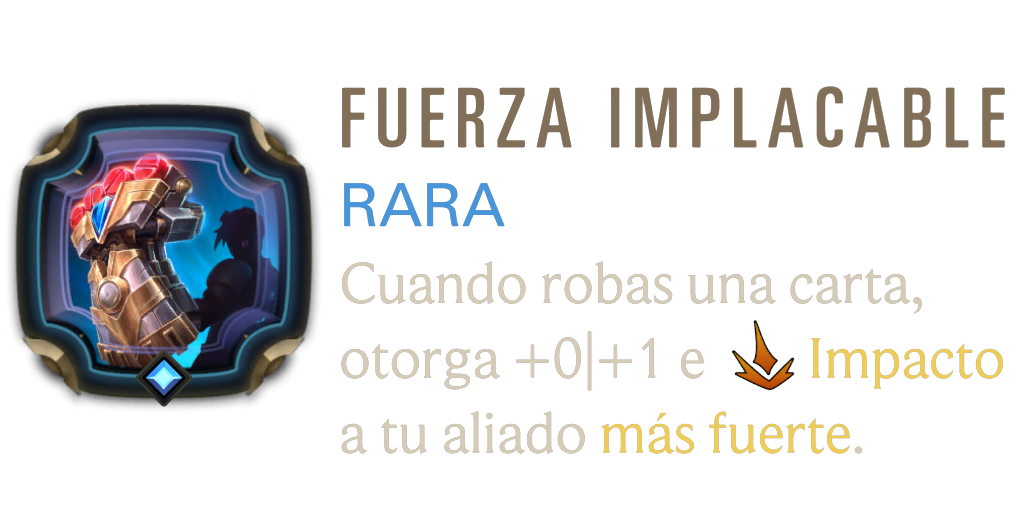 FUERZA IMPLACABLE
RARA
Cuando robas una carta,
otorga +0|+1 e Impacto
a tu aliado más fuerte.